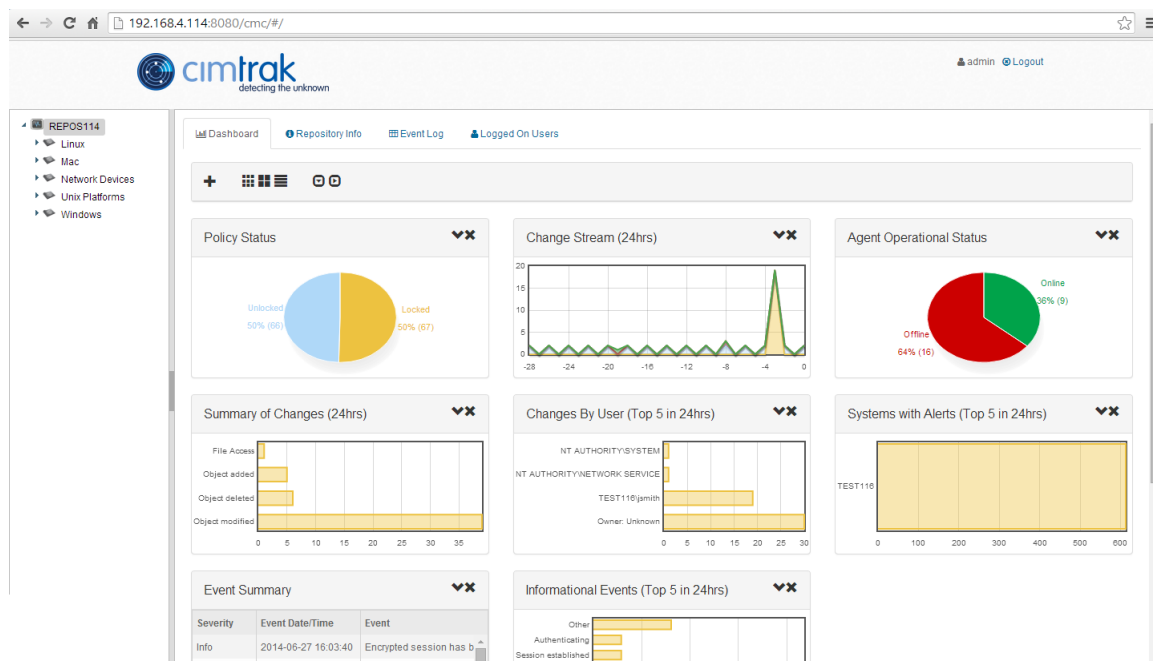 192.168.4.114:8080/cmc/#/
cimtrak
detecting the unknown
admin Logout
REPOS114
Linux
Mac
Network Devices
Unix Platforms
Windows
Dashboard Repository Info Event Log Logged On Users
Policy Status
Unlocked
50% (66)
Locked
50% (67)
Change Stream (24hrs)
20
15
10
5
0
-28 -24 -20 -16 -12 -8 -4 0
Agent Operational Status
Online
36% (9)
Offline
64% (16)
Summary of Changes (24hrs)
File Access
Object added
Object deleted
Object modified
0 5 10 15 20 25 30 35
Changes By User (Top 5 in 24hrs)
NT AUTHORITY\SYSTEM
NT AUTHORITY\NETWORK SERVICE
TEST116\jsmith
Owner: Unknown
0 5 10 15 20 25 30
Systems with Alerts (Top 5 in 24hrs)
TEST116
0 100 200 300 400 500 600
Event Summary
Severity Event Date/Time Event
Info 2014-06-27 16:03:40 Encrypted session has b
Informational Events (Top 5 in 24hrs)
Other
Authenticating
Session established